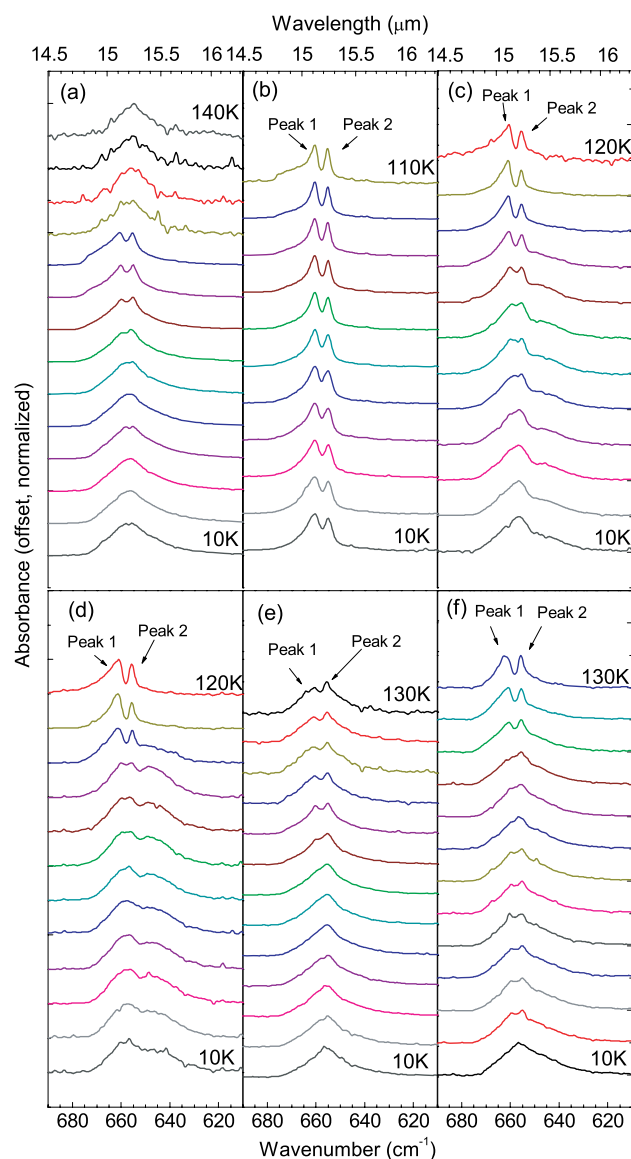 Wavelength (μm)
14.5 15 15.5 16 14.5 15 15.5 16 14.5 15 15.5 16
(a) 140K 10K
(b) Peak 1 Peak 2 110K 10K
(c) Peak 1 Peak 2 120K 10K
Absorbance (offset, normalized)
(d) Peak 1 Peak 2 120K 10K
(e) Peak 1 Peak 2 130K 10K
(f) Peak 1 Peak 2 130K 10K
680 660 640 680 660 640 680 660 640 620
Wavenumber (cm⁻¹)